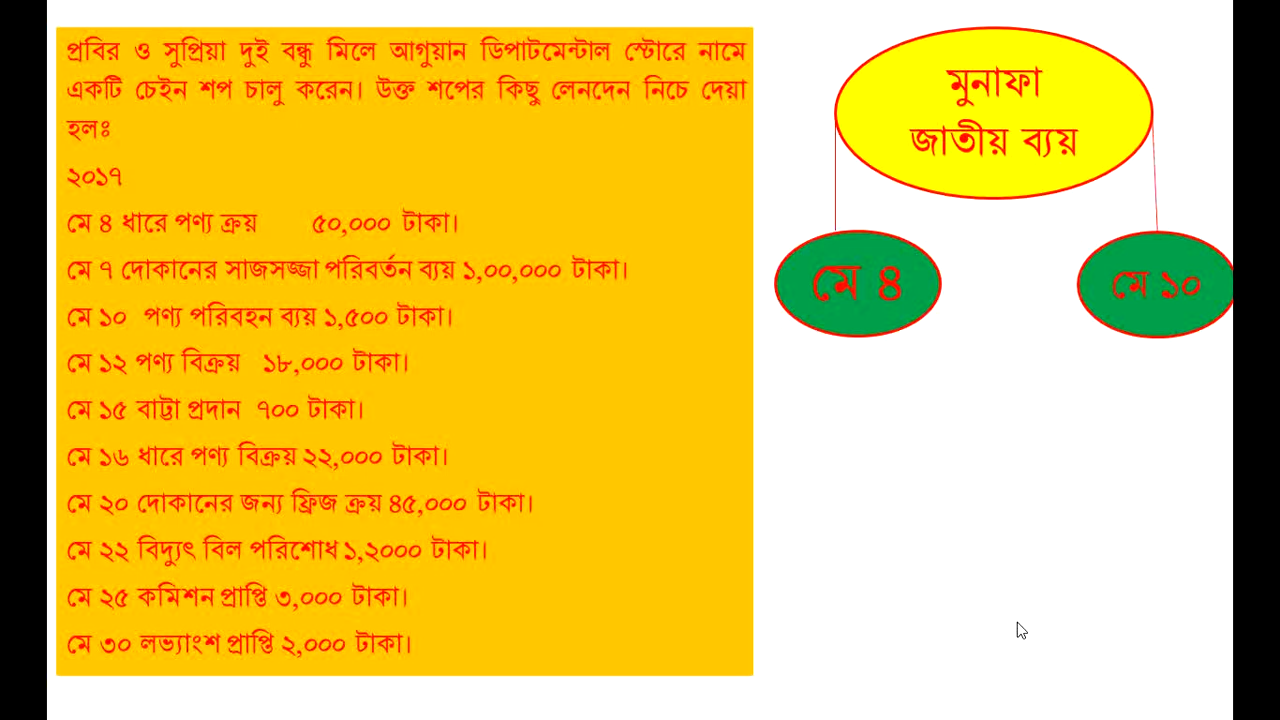 প্রবির ও সুপ্রিয়া দুই বন্ধু মিলে আগুয়ান ডিপাটমেন্টাল স্টোরে নামে
একটি চেইন শপ চালু করেন। উক্ত শপের কিছু লেনদেন নিচে দেয়া
হলঃ
২০১৭
মে ৪ ধারে পণ্য ক্রয় ৫০,০০০ টাকা।
মে ৭ দোকানের সাজসজ্জা পরিবর্তন ব্যয় ১,০০,০০০ টাকা।
মে ১০ পণ্য পরিবহন ব্যয় ১,৫০০ টাকা।
মে ১২ পণ্য বিক্রয় ১৮,০০০ টাকা।
মে ১৫ বাট্টা প্রদান ৭০০ টাকা।
মে ১৬ ধারে পণ্য বিক্রয় ২২,০০০ টাকা।
মে ২০ দোকানের জন্য ফ্রিজ ক্রয় ৪৫,০০০ টাকা।
মে ২২ বিদ্যুৎ বিল পরিশোধ ১,২০০০ টাকা।
মে ২৫ কমিশন প্রাপ্তি ৩,০০০ টাকা।
মে ৩০ লভ্যাংশ প্রাপ্তি ২,০০০ টাকা।
মুনাফা
জাতীয় ব্যয়
মে ৪
মে ১০